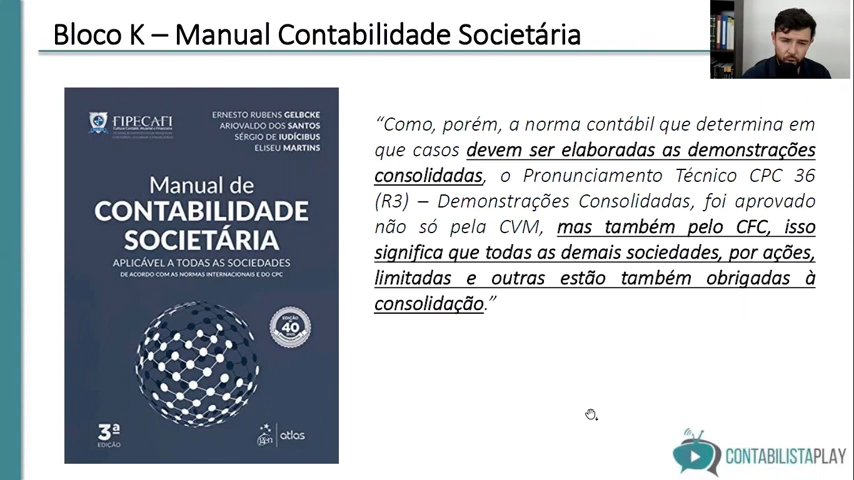 Bloco K – Manual Contabilidade Societária
FIPECAFI
ERNESTO RUBENS GELBCKE
ARIOVALDO DOS SANTOS
SÉRGIO DE IUDÍCIBUS
ELISEU MARTINS
Manual de
CONTABILIDADE
SOCIETÁRIA
APLICÁVEL A TODAS AS SOCIEDADES
DE ACORDO COM AS NORMAS INTERNACIONAIS E DO CPC
EDIÇÃO
40
3ª
EDIÇÃO
gen
atlas
“Como, porém, a norma contábil que determina em
que casos devem ser elaboradas as demonstrações
consolidadas, o Pronunciamento Técnico CPC 36
(R3) – Demonstrações Consolidadas, foi aprovado
não só pela CVM, mas também pelo CFC, isso
significa que todas as demais sociedades, por ações,
limitadas e outras estão também obrigadas à
consolidação.”
CONTABILISTAPLAY